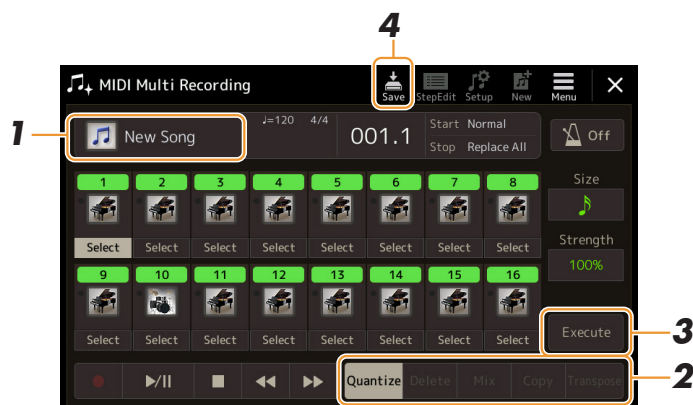 4
MIDI Multi Recording
Save StepEdit Setup New Menu
1
New Song
♩=120 4/4
001.1
Start Normal
Stop Replace All
Off
1 2 3 4 5 6 7 8
Size
Select Select Select Select Select Select Select Select
Strength
100%
9 10 11 12 13 14 15 16
Select Select Select Select Select Select Select Select
Execute
3
Quantize Delete Mix Copy Transpose
2